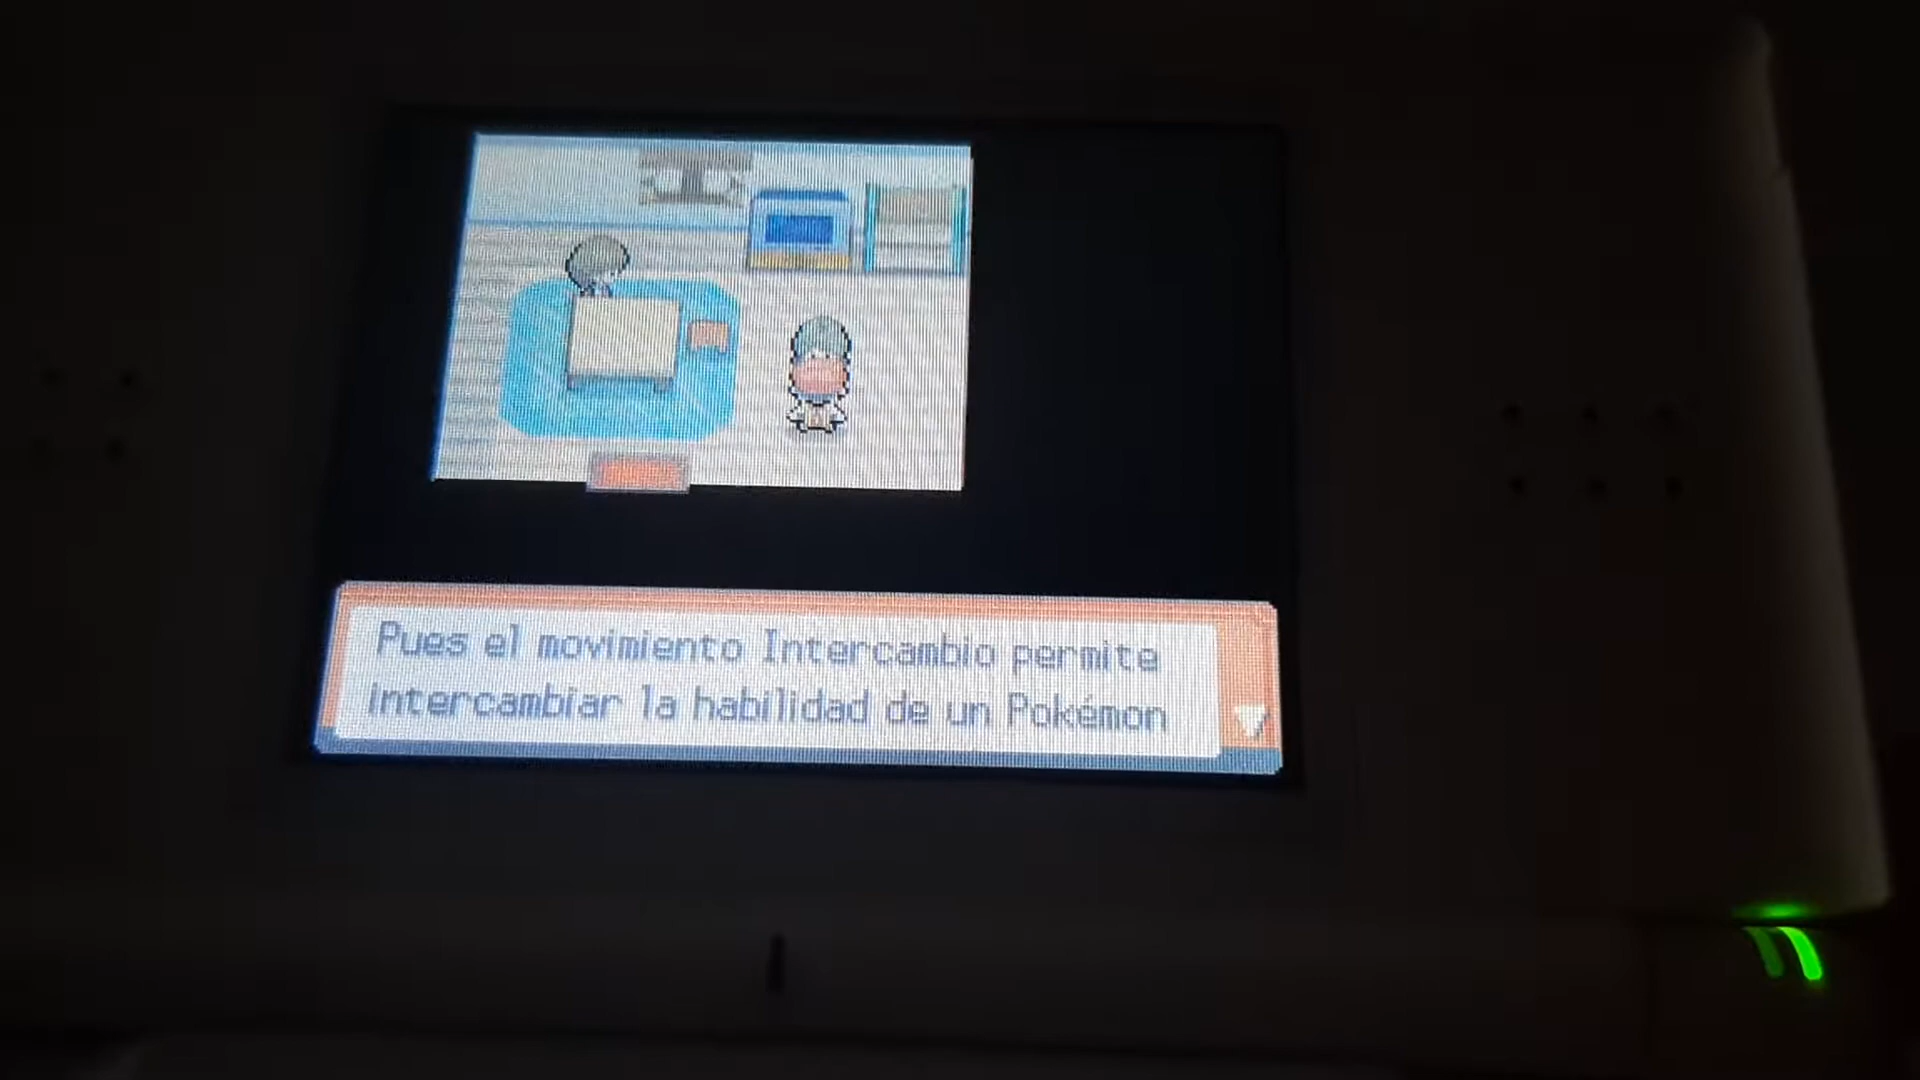 Pues el movimiento Intercambio permite
intercambiar la habilidad de un Pokémon